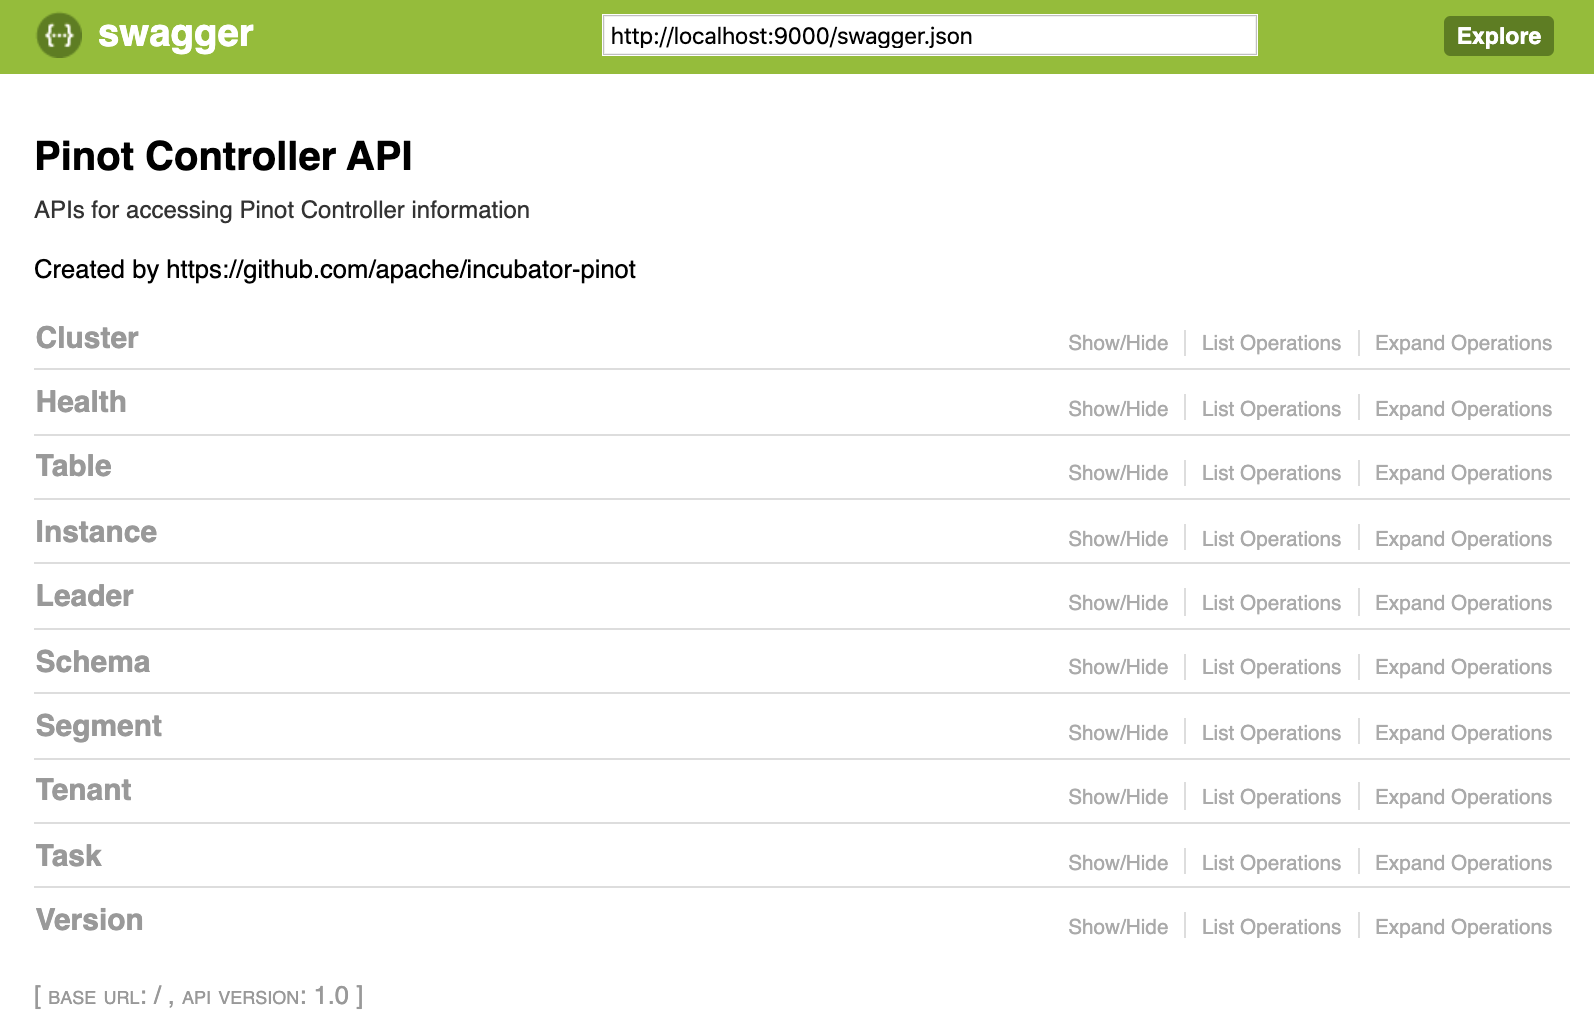 {···} swagger http://localhost:9000/swagger.json Explore
Pinot Controller API
APIs for accessing Pinot Controller information
Created by https://github.com/apache/incubator-pinot
Cluster Show/Hide List Operations Expand Operations
Health Show/Hide List Operations Expand Operations
Table Show/Hide List Operations Expand Operations
Instance Show/Hide List Operations Expand Operations
Leader Show/Hide List Operations Expand Operations
Schema Show/Hide List Operations Expand Operations
Segment Show/Hide List Operations Expand Operations
Tenant Show/Hide List Operations Expand Operations
Task Show/Hide List Operations Expand Operations
Version Show/Hide List Operations Expand Operations
[ BASE URL: / , API VERSION: 1.0 ]